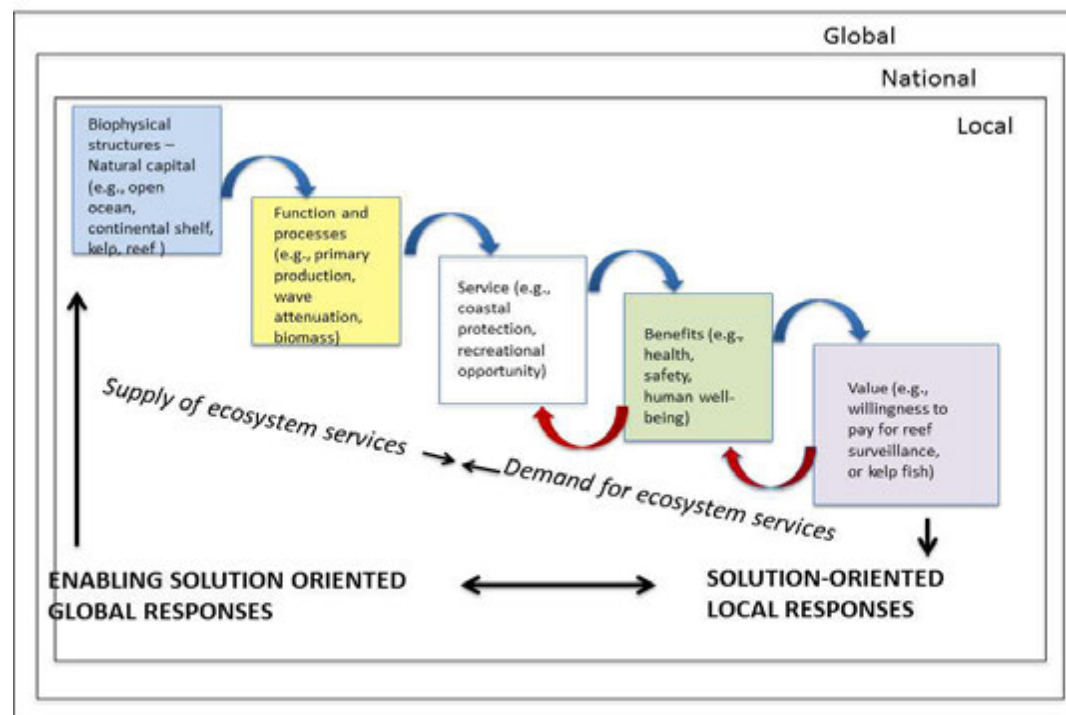 Global
National
Local
Biophysical
structures –
Natural capital
(e.g., open
ocean,
continental shelf,
kelp, reef )
Function and
processes
(e.g., primary
production,
wave
attenuation,
biomass)
Service (e.g.,
coastal
protection,
recreational
opportunity)
Benefits (e.g.,
health,
safety,
human well-
being)
Value (e.g.,
willingness to
pay for reef
surveillance,
or kelp fish)
Supply of ecosystem services
Demand for ecosystem services
ENABLING SOLUTION ORIENTED
GLOBAL RESPONSES
SOLUTION-ORIENTED
LOCAL RESPONSES